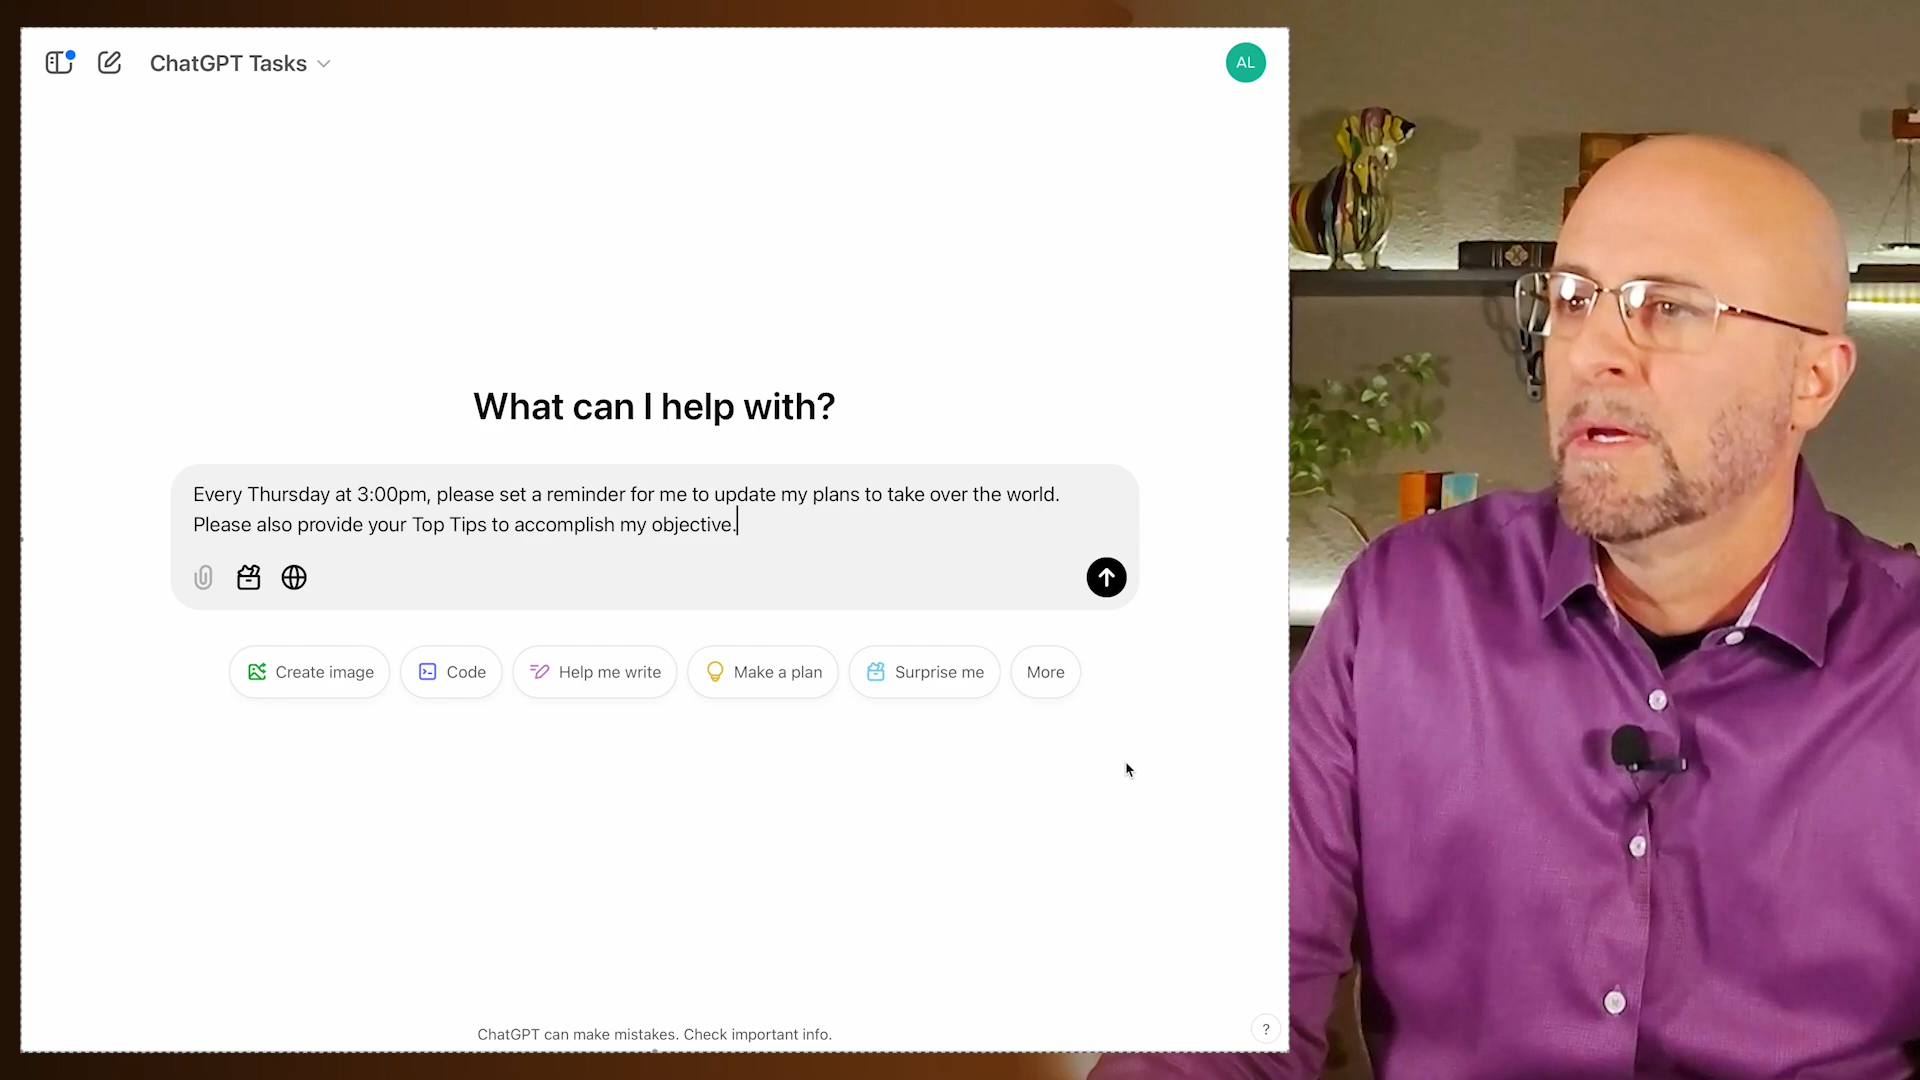 ChatGPT Tasks
AL
What can I help with?
Every Thursday at 3:00pm, please set a reminder for me to update my plans to take over the world.
Please also provide your Top Tips to accomplish my objective.
Create image
Code
Help me write
Make a plan
Surprise me
More
ChatGPT can make mistakes. Check important info.
?